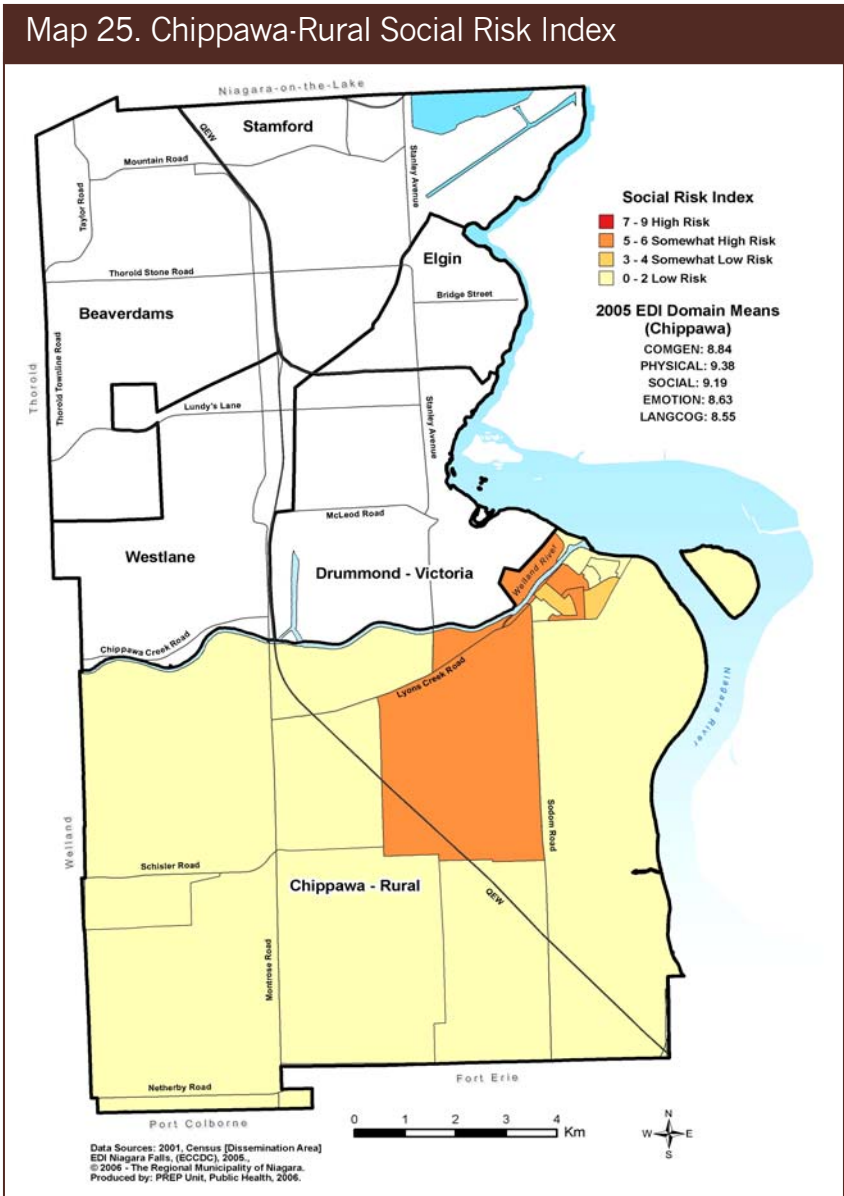 Map 25. Chippawa-Rural Social Risk Index
Niagara-on-the-Lake
Stamford
QEW
Mountain Road
Stanley Avenue
Taylor Road
Social Risk Index
7 - 9 High Risk
5 - 6 Somewhat High Risk
3 - 4 Somewhat Low Risk
0 - 2 Low Risk
Elgin
Thorold Stone Road
Bridge Street
Beaverdams
2005 EDI Domain Means
(Chippawa)
COMGEN: 8.84
PHYSICAL: 9.38
SOCIAL: 9.19
EMOTION: 8.63
LANGCOG: 8.55
Thorold
Thorold Townline Road
Lundy's Lane
Stanley Avenue
McLeod Road
Westlane
Drummond - Victoria
Welland River
Chippawa Creek Road
Lyons Creek Road
Niagara River
Sodom Road
Welland
Schisler Road
Chippawa - Rural
QEW
Montrose Road
Netherby Road
Fort Erie
Port Colborne
0 1 2 3 4 Km
N
W E
S
Data Sources: 2001, Census [Dissemination Area]
EDI Niagara Falls, (ECCDC), 2005.,
© 2006 - The Regional Municipality of Niagara.
Produced by: PREP Unit, Public Health, 2006.